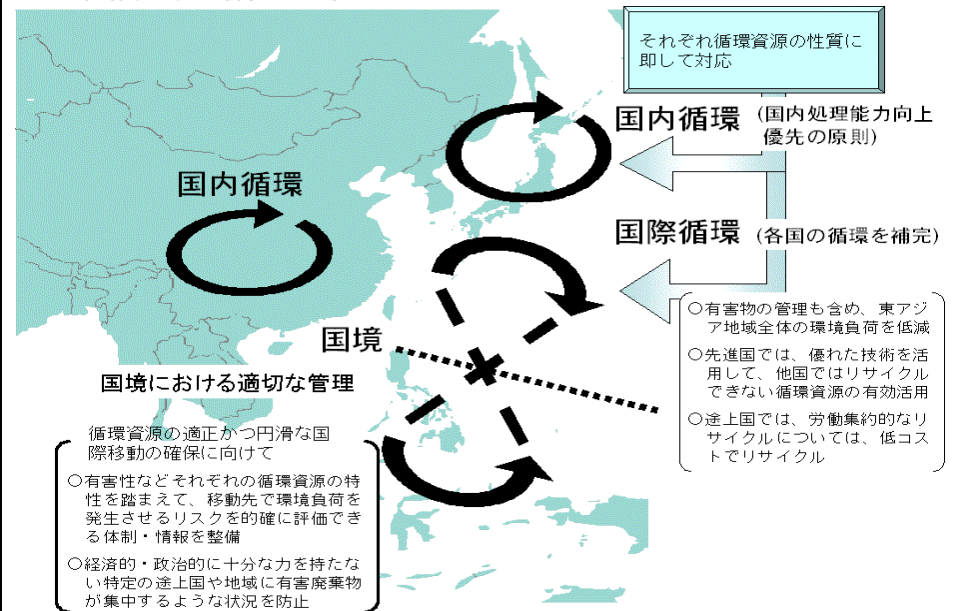 それぞれ循環資源の性質に
即して対応
国内循環 (国内処理能力向上
優先の原則)
国内循環
国際循環 (各国の循環を補完)
○有害物の管理も含め、東アジ
ア地域全体の環境負荷を低減
○先進国では、優れた技術を活
用して、他国ではリサイクル
できない循環資源の有効活用
○途上国では、労働集約的なリ
サイクルについては、低コス
トでリサイクル
国境
国境における適切な管理
循環資源の適正かつ円滑な国
際移動の確保に向けて
○有害性などそれぞれの循環資源の特
性を踏まえて、移動先で環境負荷を
発生させるリスクを的確に評価でき
る体制・情報を整備
○経済的・政治的に十分な力を持たな
い特定の途上国や地域に有害廃棄物
が集中するような状況を防止